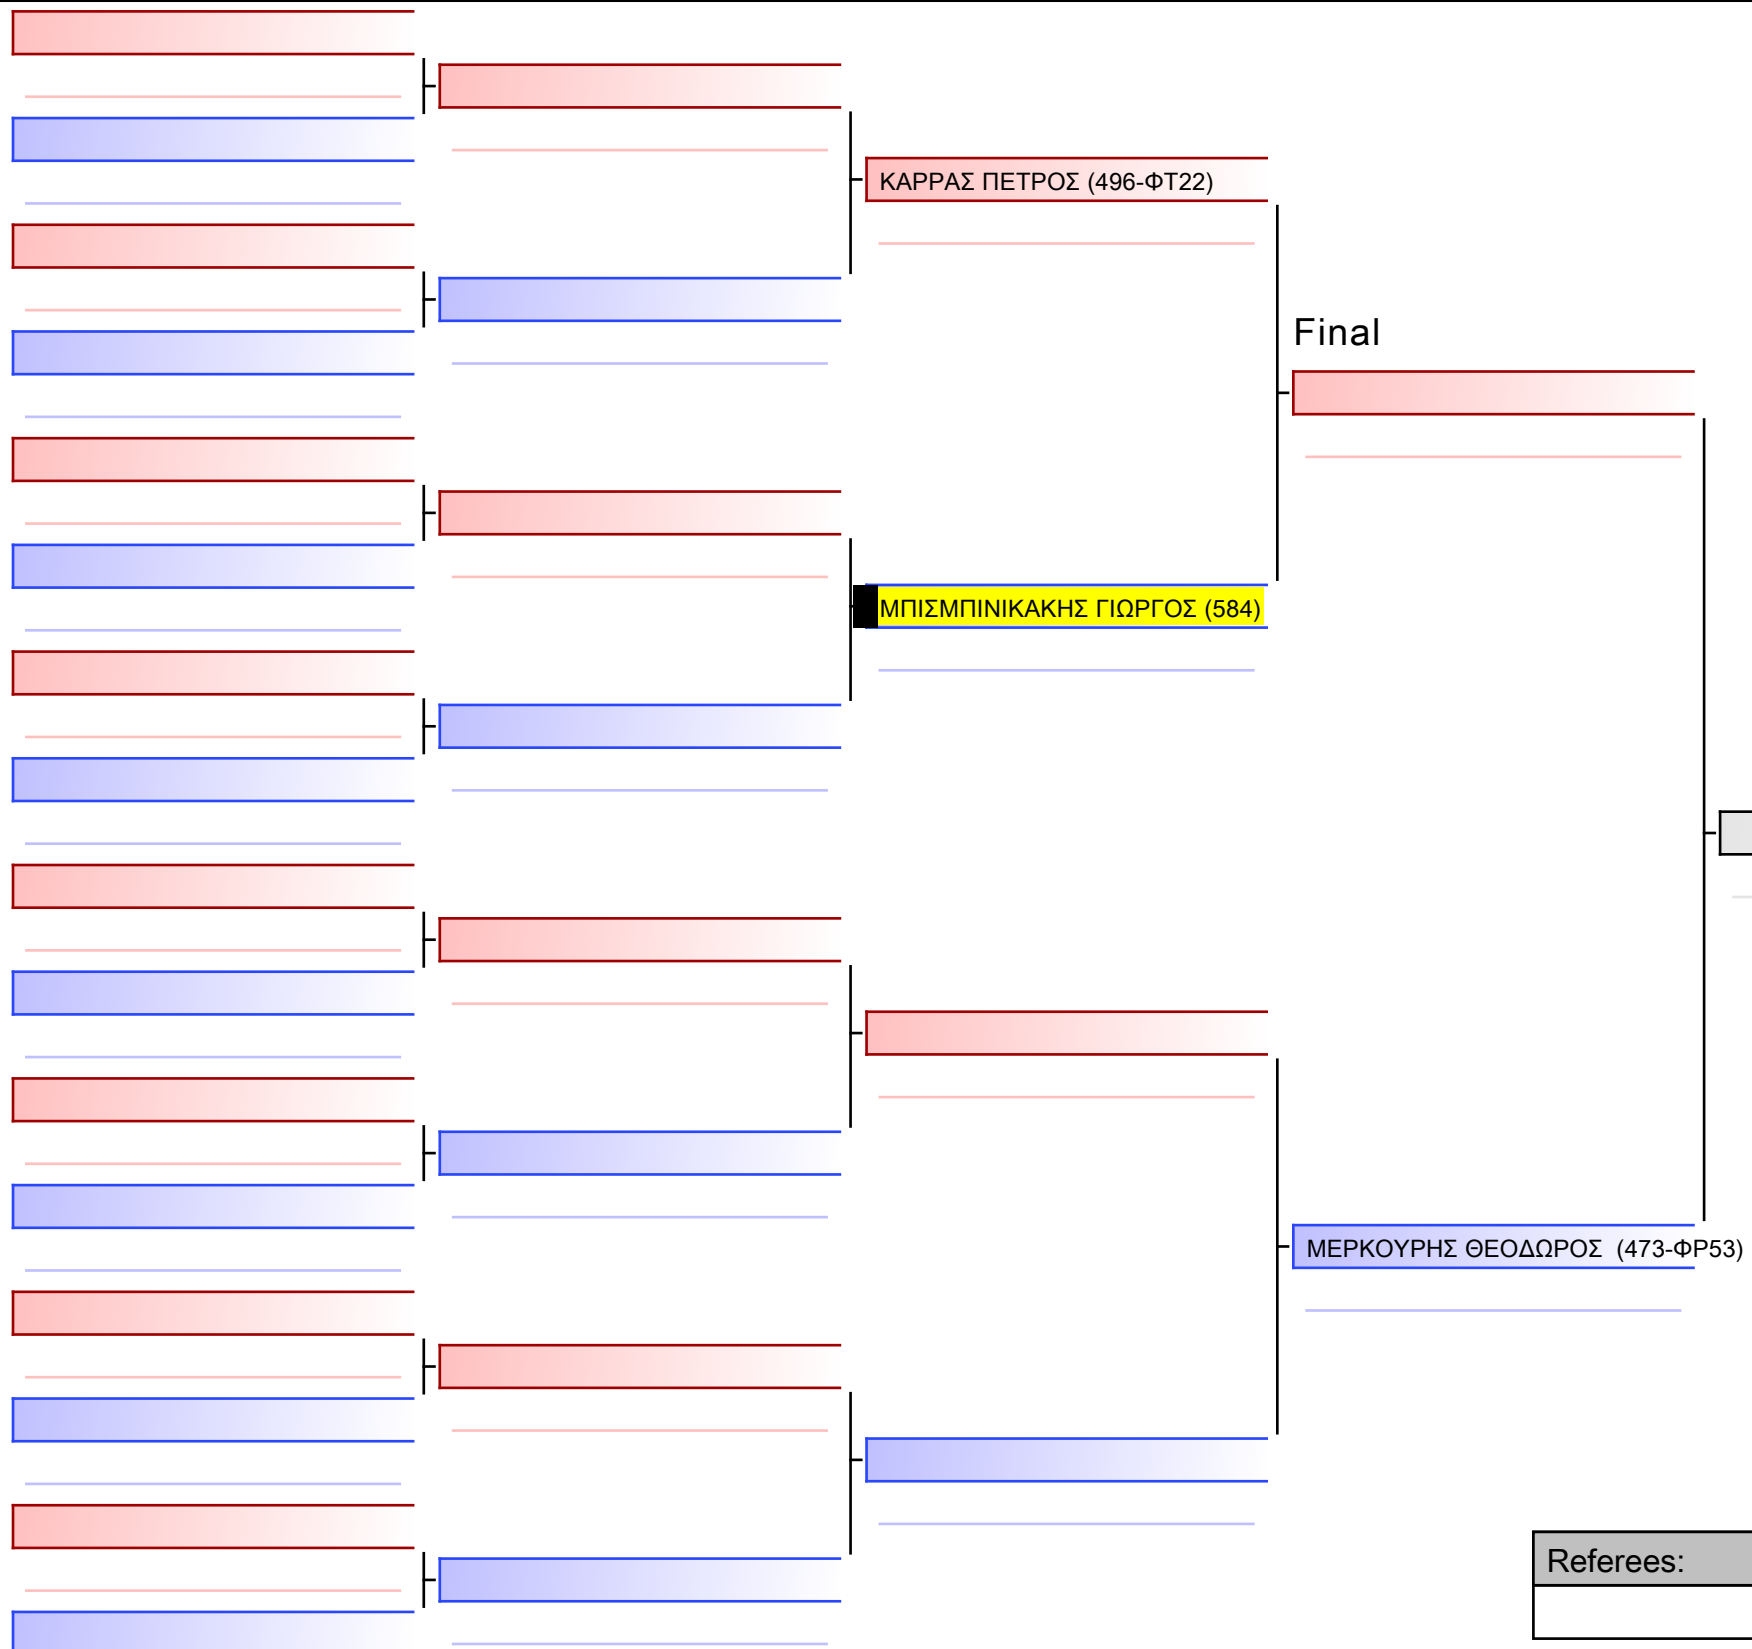 ΚΑΡΡΑΣ ΠΕΤΡΟΣ (496-ΦΤ22)
Final
ΜΠΙΣΜΠΙΝΙΚΑΚΗΣ ΓΙΩΡΓΟΣ (584)
ΜΕΡΚΟΥΡΗΣ ΘΕΟΔΩΡΟΣ (473-ΦΡ53)
Referees: